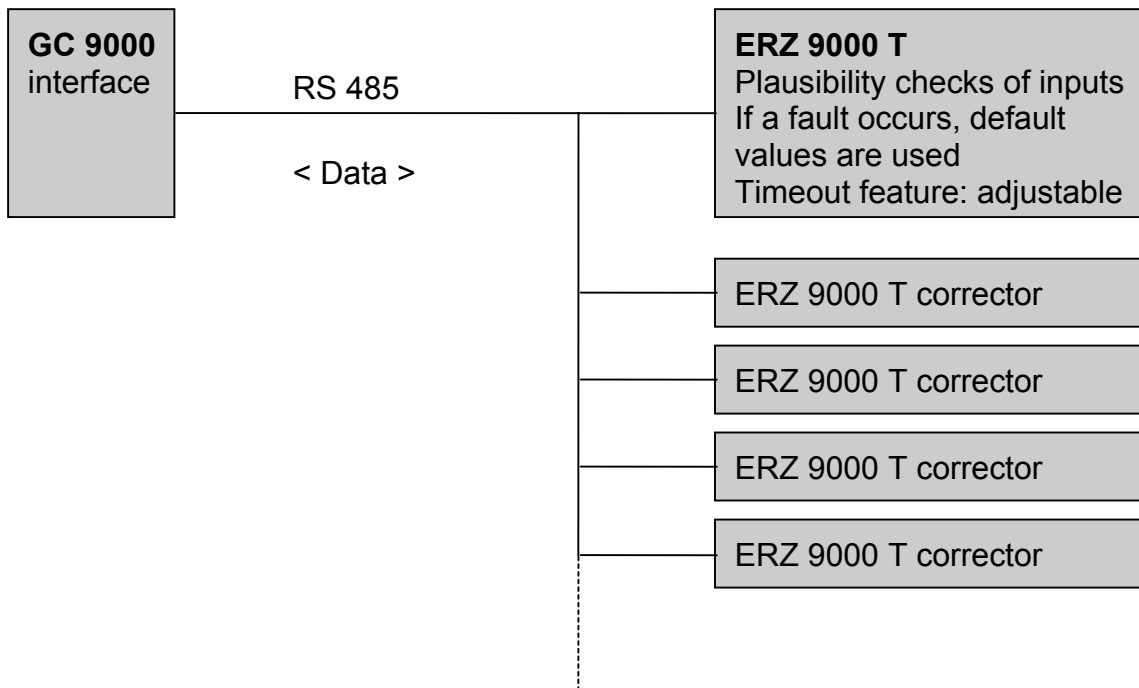 GC 9000
interface
RS 485
< Data >
ERZ 9000 T
Plausibility checks of inputs
If a fault occurs, default
values are used
Timeout feature: adjustable
ERZ 9000 T corrector
ERZ 9000 T corrector
ERZ 9000 T corrector
ERZ 9000 T corrector